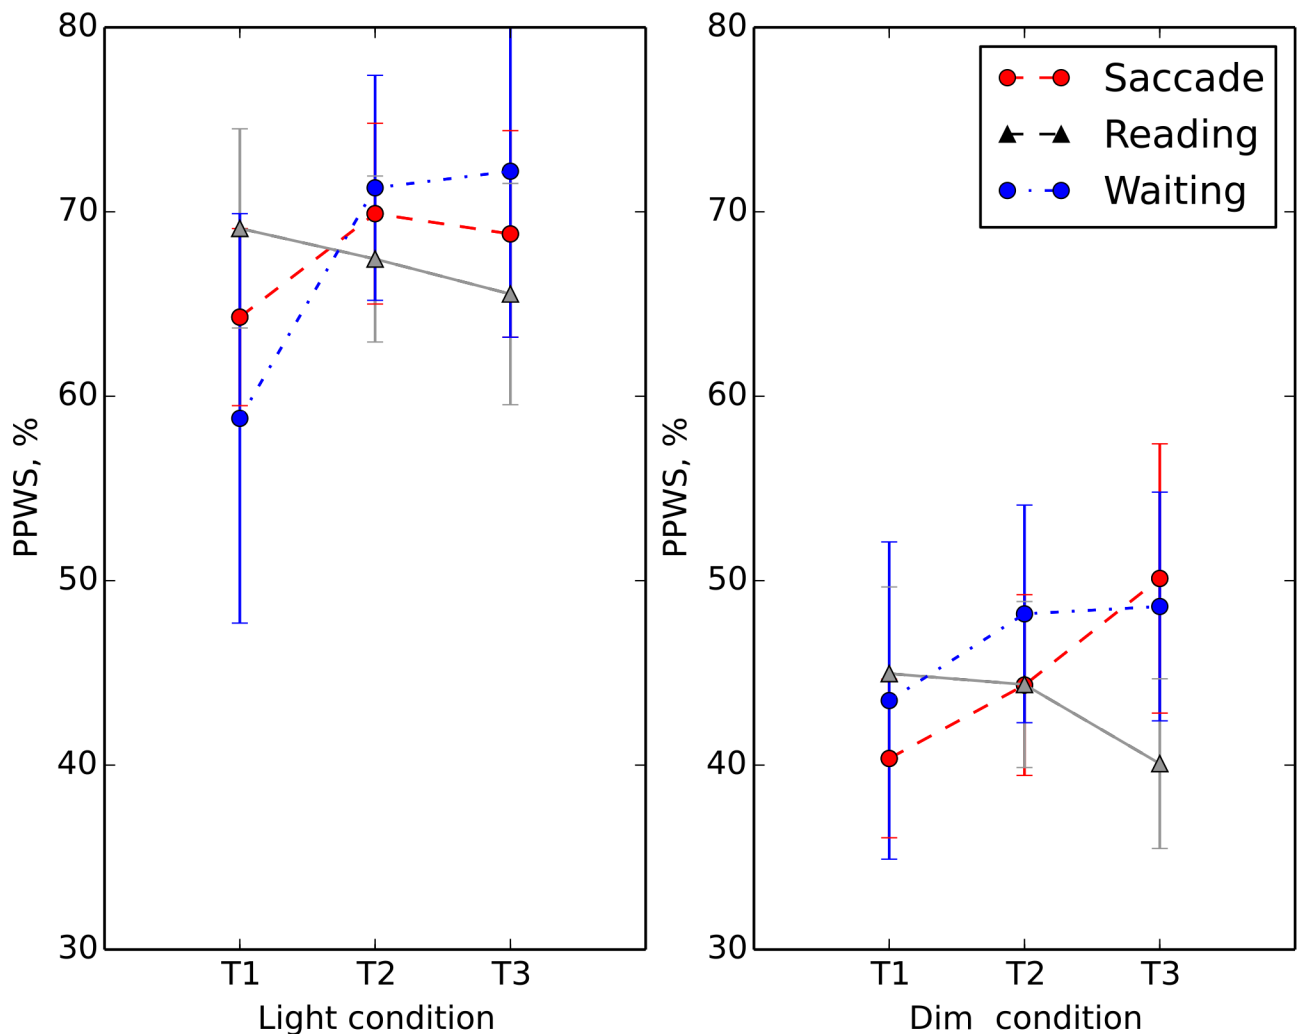 80
70
60
50
40
30
PPWS, %
T1 T2 T3
Light condition
80
70
60
50
40
30
PPWS, %
T1 T2 T3
Dim condition
Saccade
Reading
Waiting